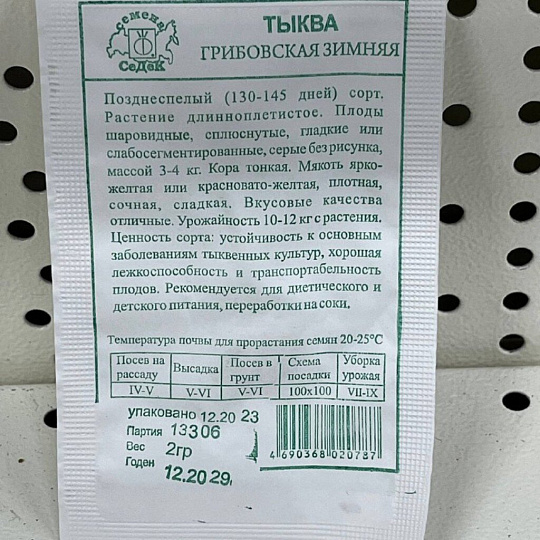 семена
СеДеК
ТЫКВА
ГРИБОВСКАЯ ЗИМНЯЯ
Позднеспелый (130-145 дней) сорт.
Растение длинноплетистое. Плоды
шаровидные, сплюснутые, гладкие или
слабосегментированные, серые без рисунка,
массой 3-4 кг. Кора тонкая. Мякоть ярко-
желтая или красновато-желтая, плотная,
сочная, сладкая. Вкусовые качества
отличные. Урожайность 10-12 кг с растения.
Ценность сорта: устойчивость к основным
заболеваниям тыквенных культур, хорошая
лежкоспособность и транспортабельность
плодов. Рекомендуется для диетического и
детского питания, переработки на соки.
Температура почвы для прорастания семян 20-25°С
Посев на рассаду Высадка Посев в грунт Схема посадки Уборка урожая
IV-V V-VI V-VI 100х100 VII-IX
упаковано 12.20 23
Партия 13306
Вес 2гр
Годен 12.2029
4 690368 020787